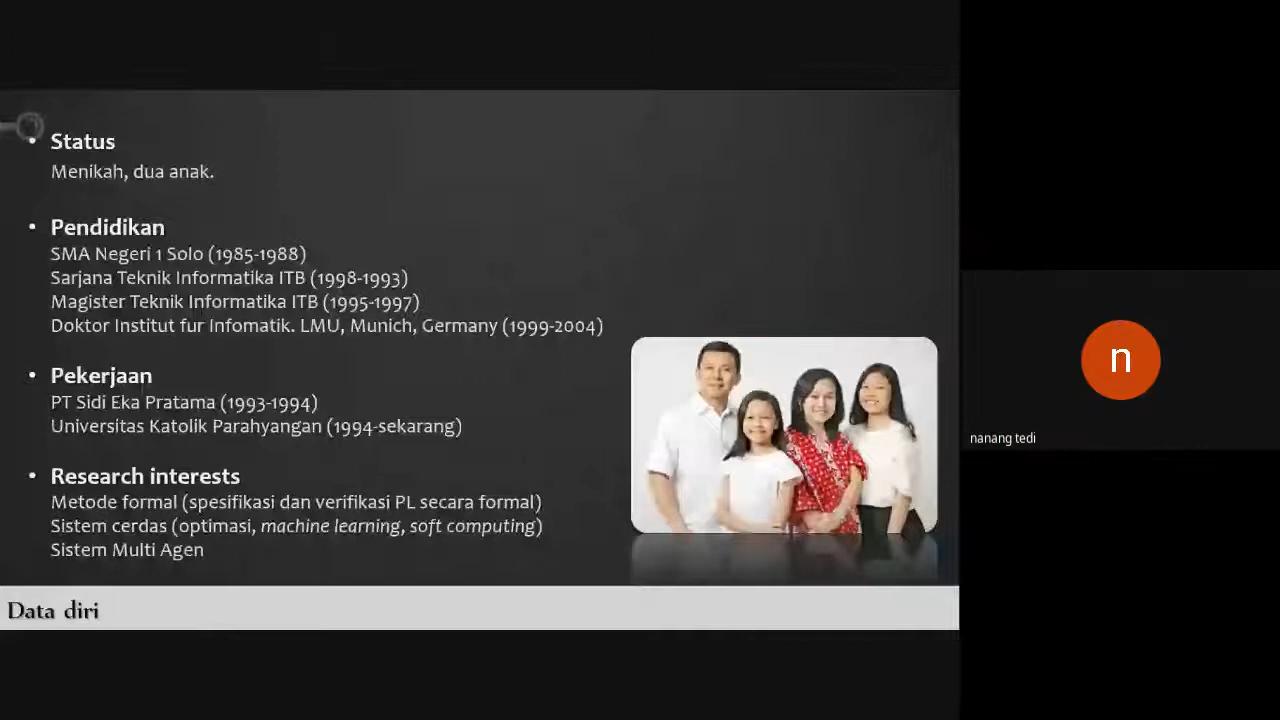 • Status
Menikah, dua anak.
• Pendidikan
SMA Negeri 1 Solo (1985-1988)
Sarjana Teknik Informatika ITB (1998-1993)
Magister Teknik Informatika ITB (1995-1997)
Doktor Institut fur Infomatik. LMU, Munich, Germany (1999-2004)
• Pekerjaan
PT Sidi Eka Pratama (1993-1994)
Universitas Katolik Parahyangan (1994-sekarang)
• Research interests
Metode formal (spesifikasi dan verifikasi PL secara formal)
Sistem cerdas (optimasi, machine learning, soft computing)
Sistem Multi Agen
Data diri
n
nanang tedi